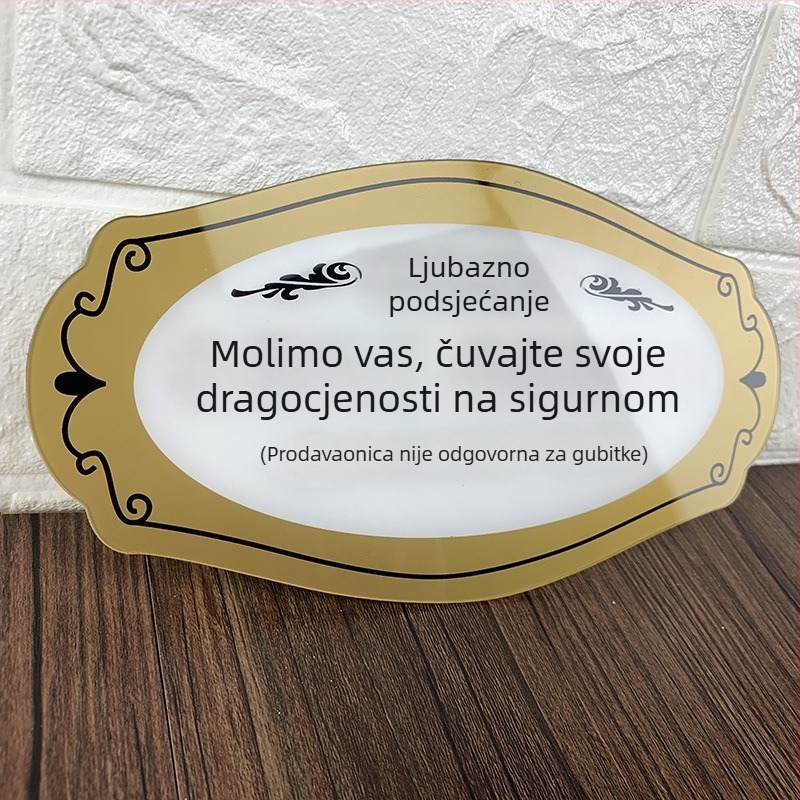 Ljubazno
podsjećanje
Molimo vas, čuvajte svoje
dragocjenosti na sigurnom
(Prodavaonica nije odgovorna za gubitke)